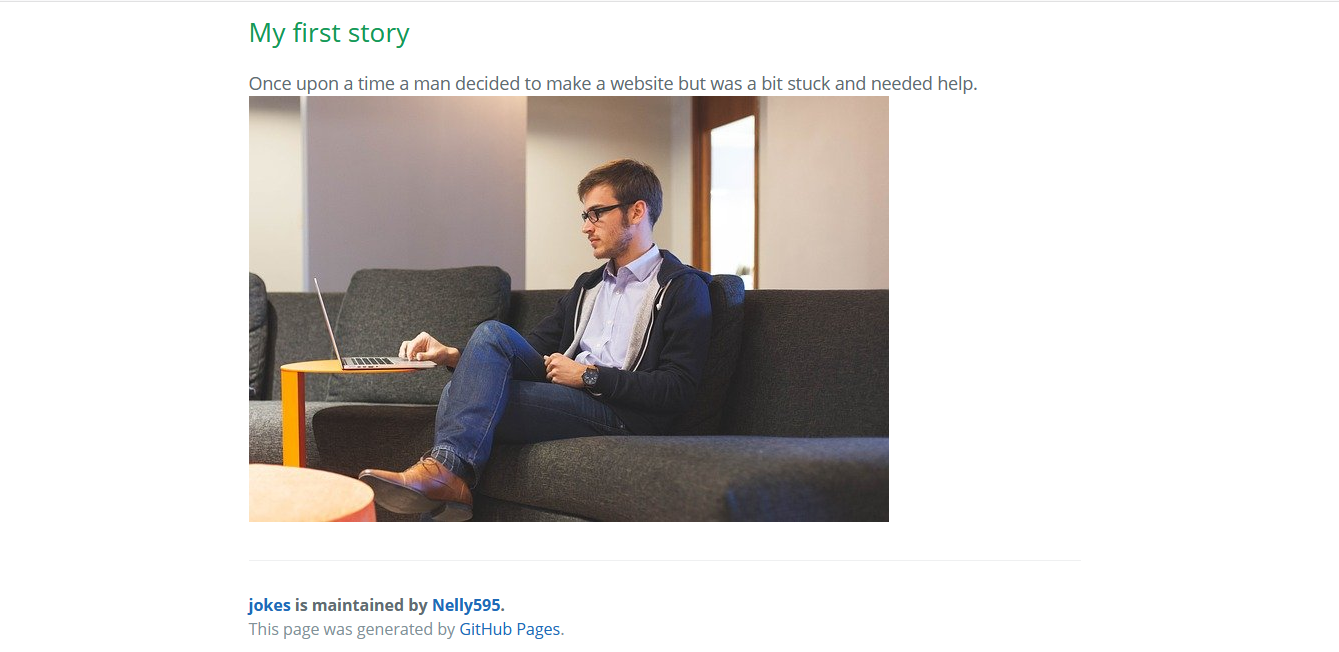 My first story
Once upon a time a man decided to make a website but was a bit stuck and needed help.
jokes is maintained by Nelly595.
This page was generated by GitHub Pages.